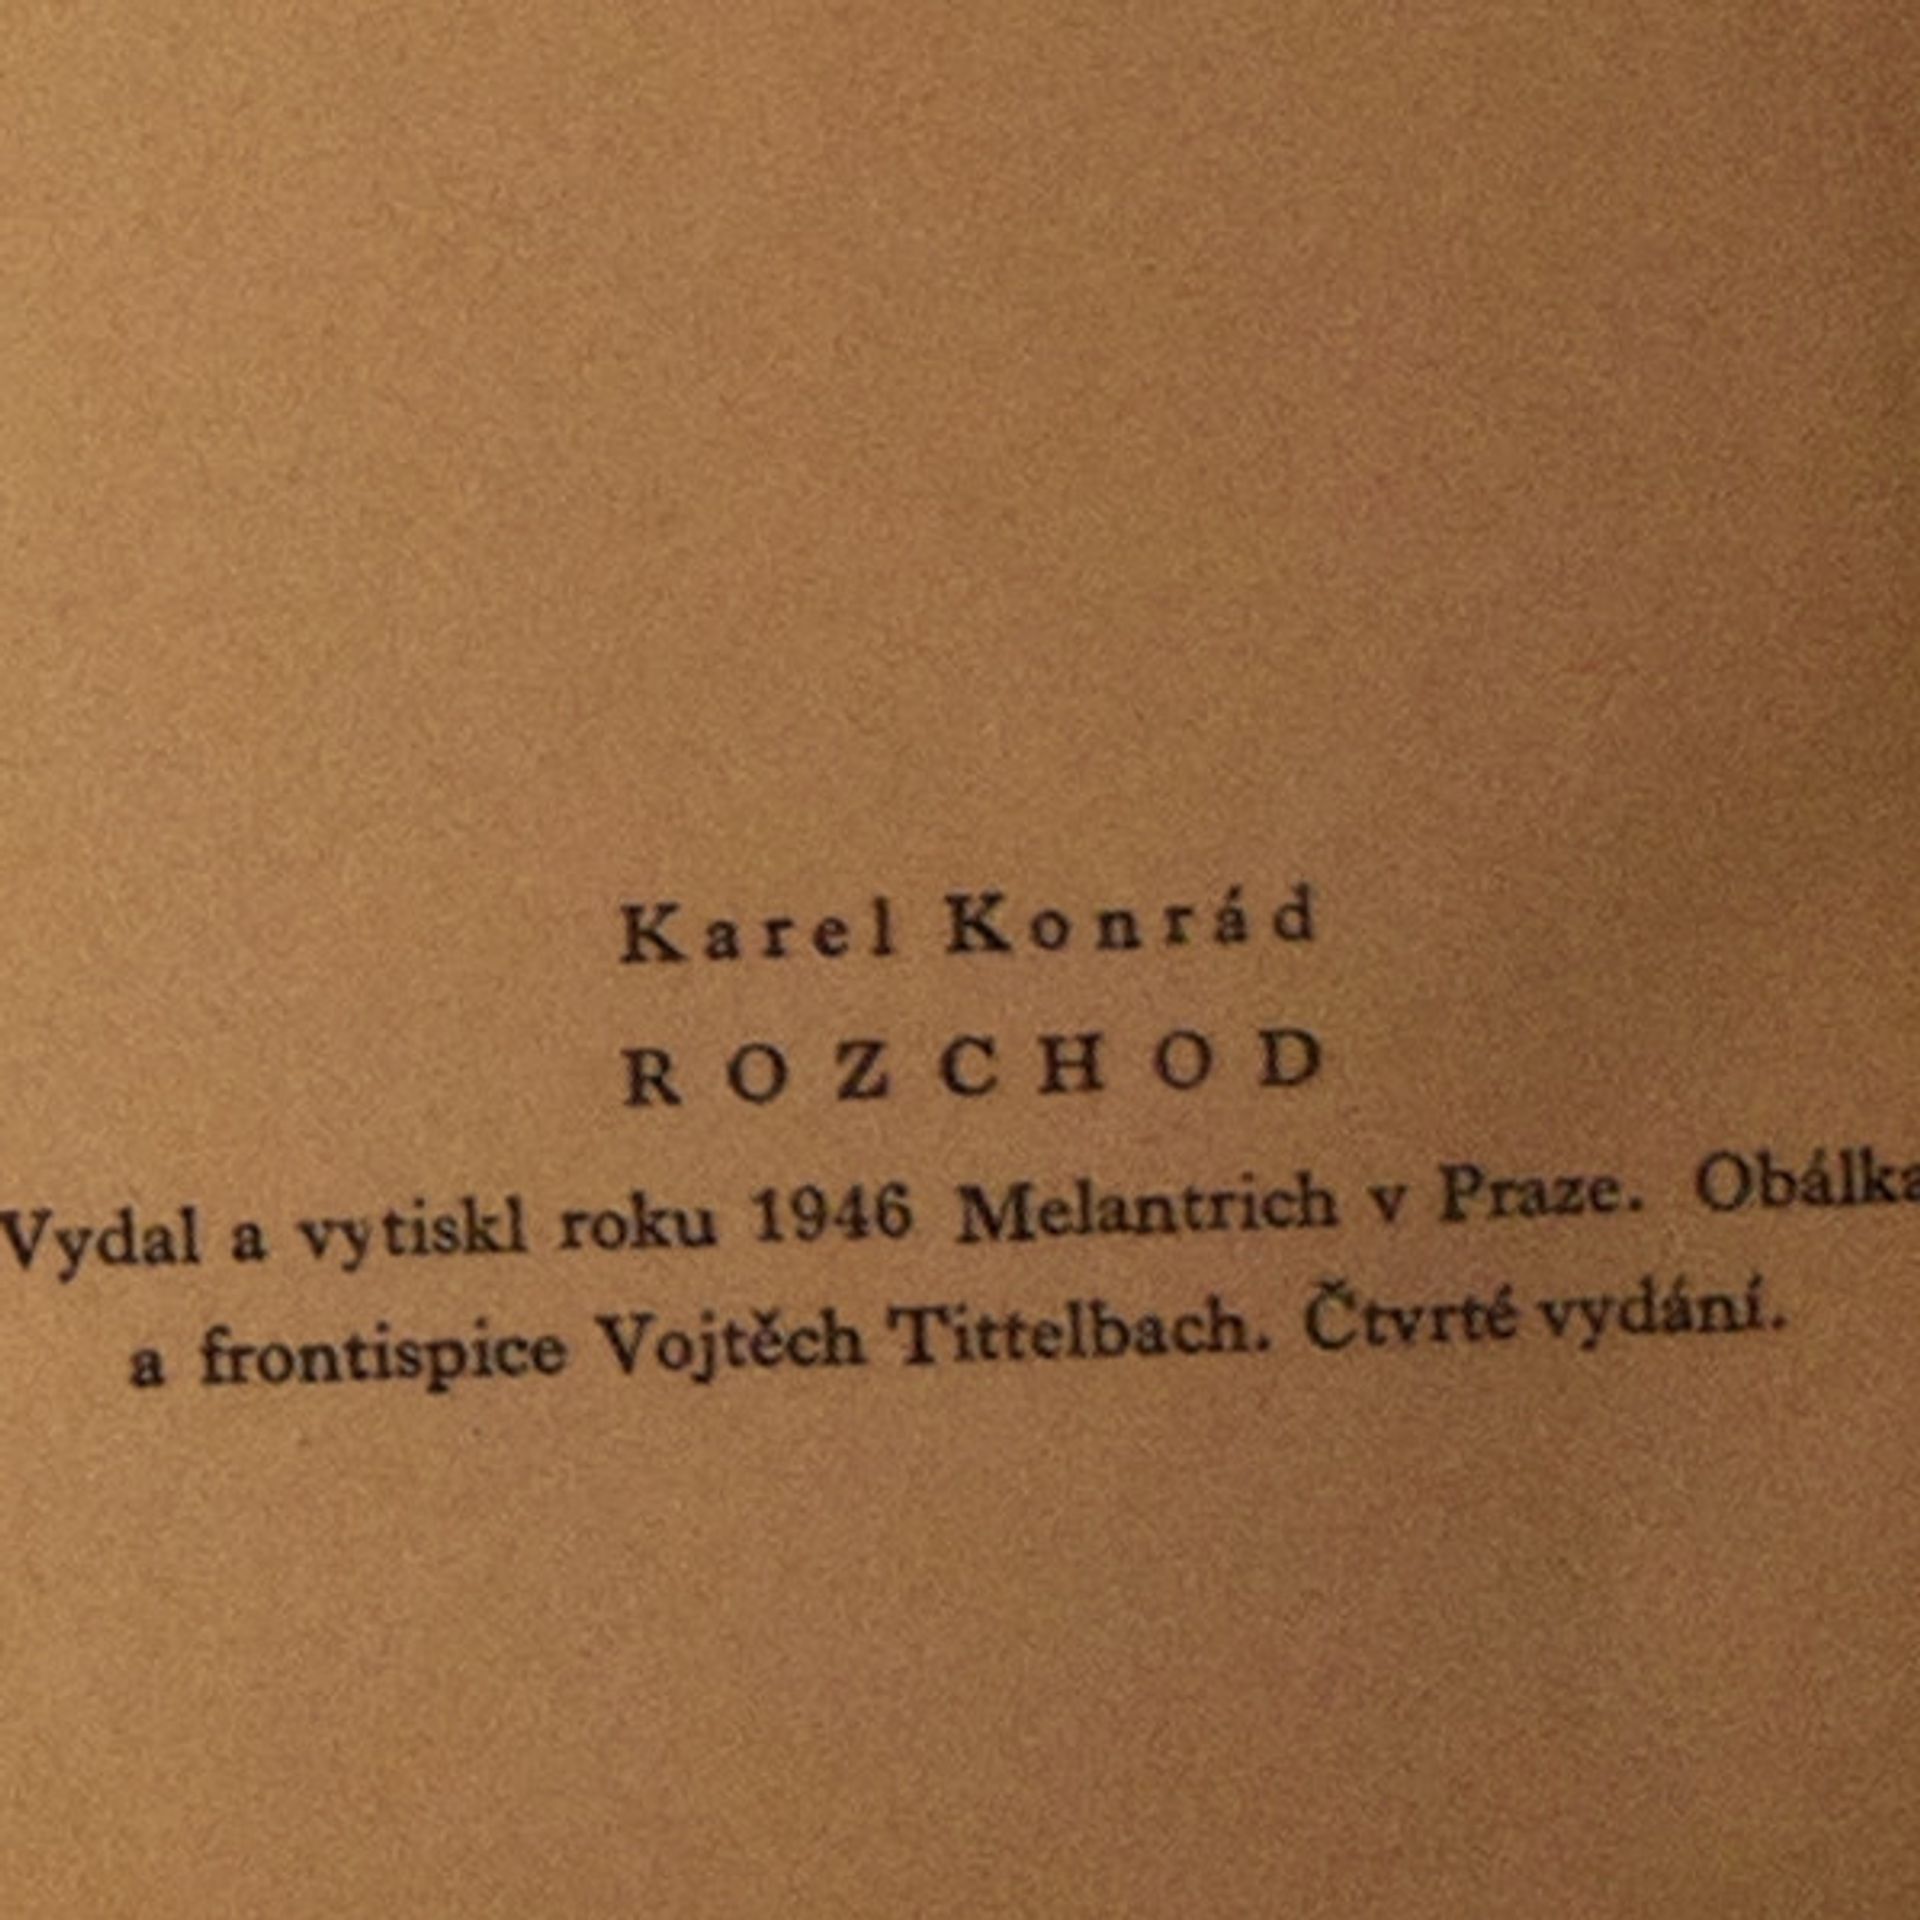 Karel Konrád
ROZCHOD
Vydal a vytiskl roku 1946 Melantrich v Praze. Obálka
a frontispice Vojtěch Tittelbach. Čtvrté vydání.